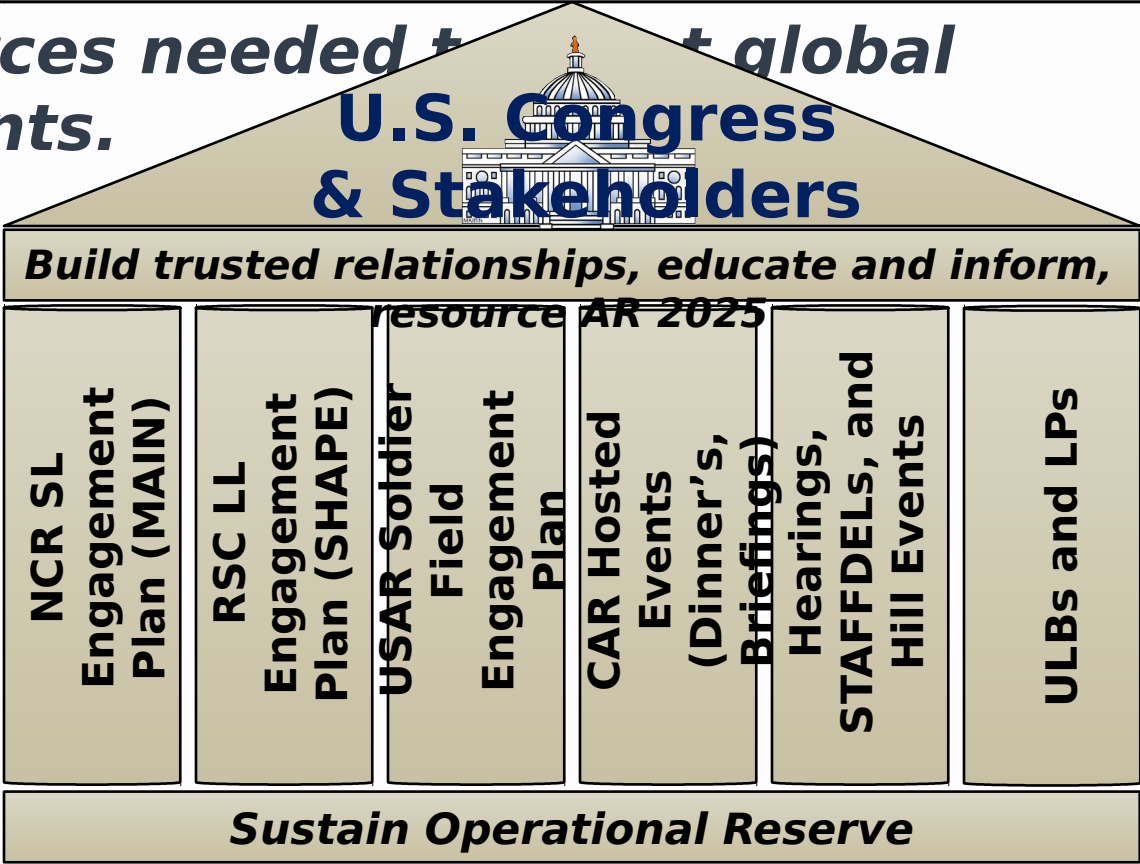 needed global
U.S. Congress
& Stakeholders
MARTIN
Build trusted relationships, educate and inform,
resource AR 2025
NCR SL
Engagement
Plan (MAIN)
RSC LL
Engagement
Plan (SHAPE)
USAR Soldier
Field
Engagement
Plan
CAR Hosted
Events
(Dinner’s,
Briefings)
Hearings,
STAFFDELs, and
Hill Events
ULBs and LPs
Sustain Operational Reserve